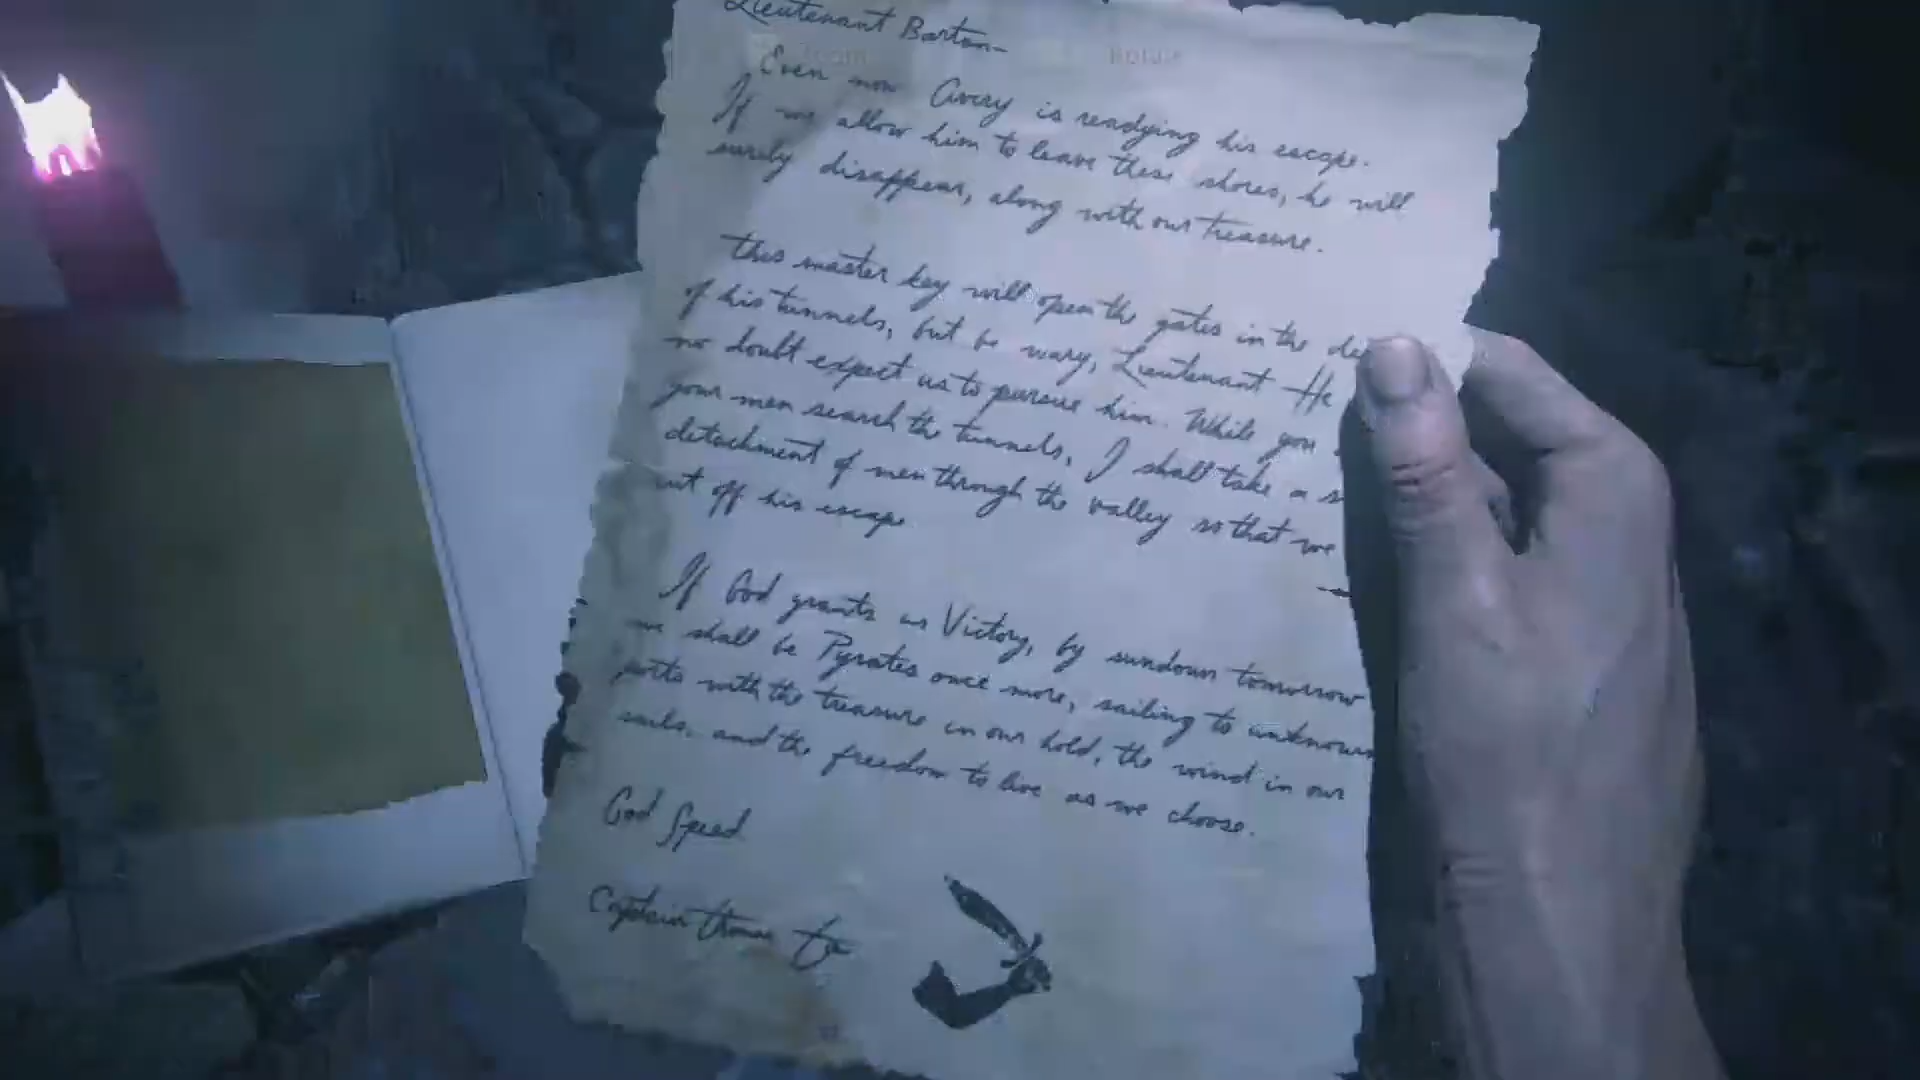 Lieutenant Barton-
Zoom Rotate
Even now Avery is readying his escape.
If we allow him to leave these shores, he will
surely disappear, along with our treasure.
This master key will open the gates in the de
of his tunnels, but be wary, Lieutenant He
no doubt expect us to pursue him. While you
your men search the tunnels, I shall take a s
detachment of men through the valley so that we
cut off his escape
If God grants us Victory, by sundown tomorrow
we shall be Pyrates once more, sailing to unknown
ports with the treasure in our hold, the wind in our
sails, and the freedom to live as we choose.
God Speed
Captain Thomas